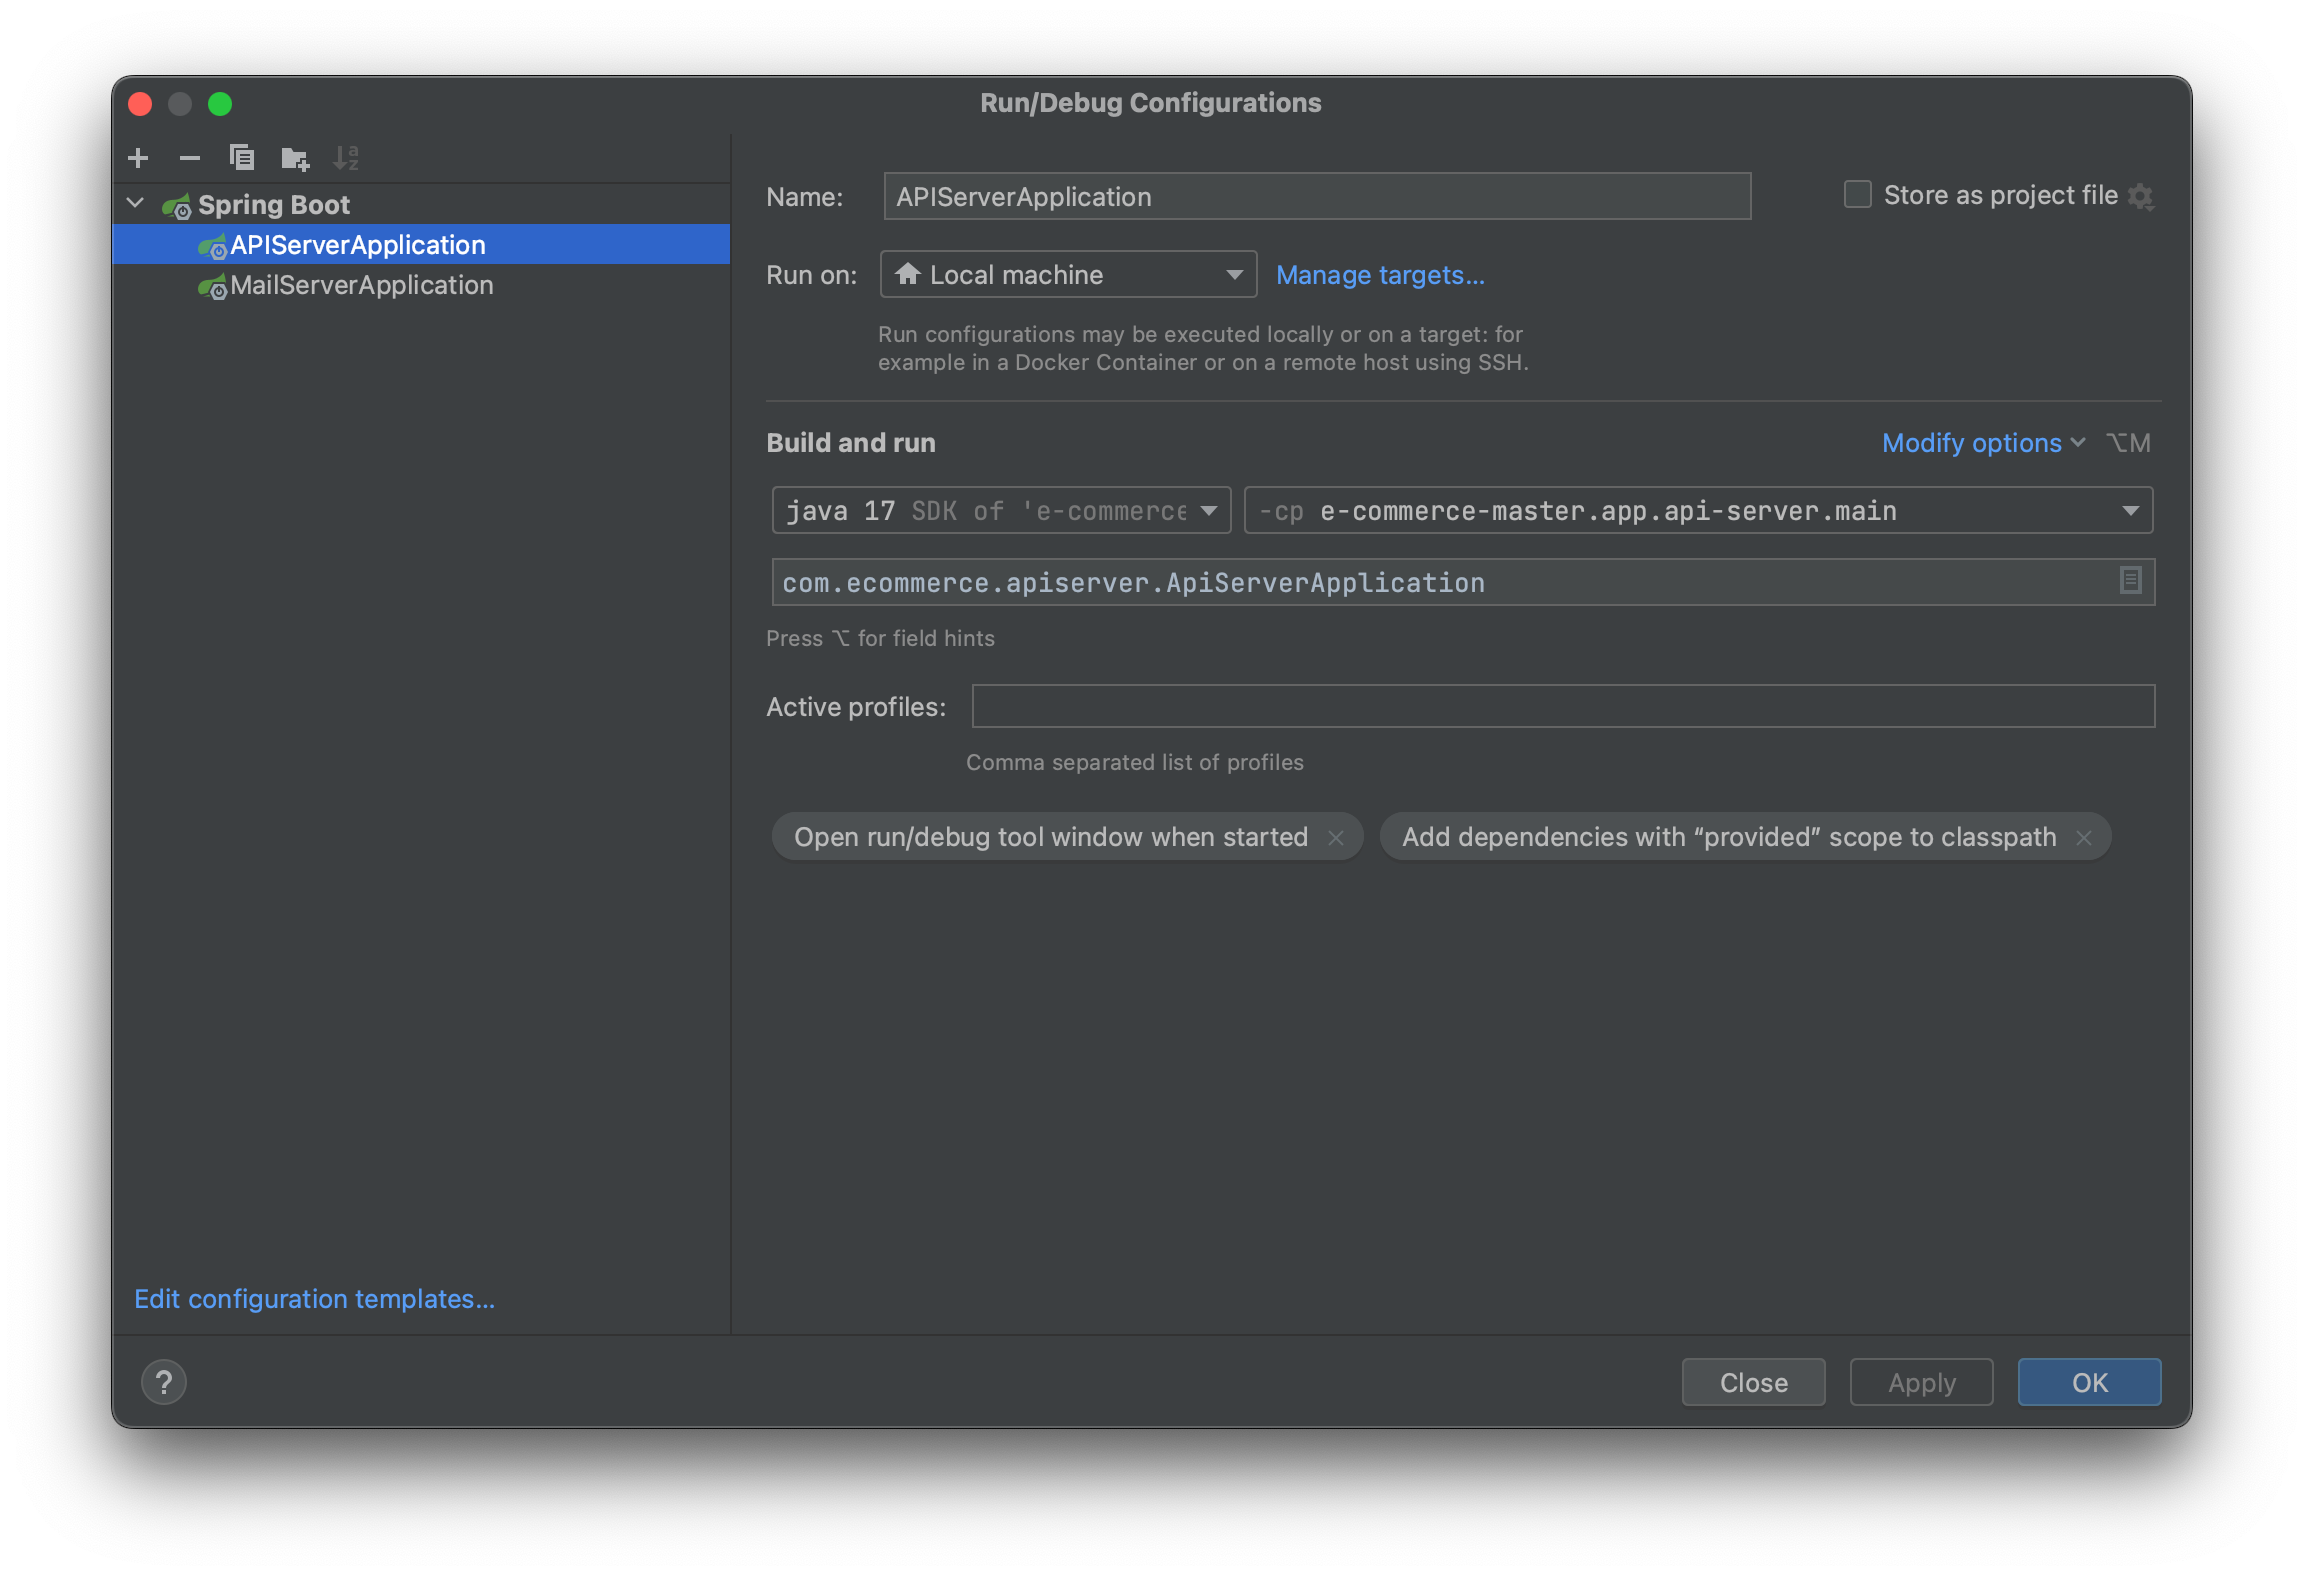 Run/Debug Configurations
Spring Boot
APIServerApplication
MailServerApplication
Edit configuration templates...
Name: APIServerApplication
Store as project file
Run on: Local machine Manage targets...
Run configurations may be executed locally or on a target: for
example in a Docker Container or on a remote host using SSH.
Build and run
Modify options ⌥M
java 17 SDK of 'e-commerce
-cp e-commerce-master.app.api-server.main
com.ecommerce.apiserver.ApiServerApplication
Press ⌥ for field hints
Active profiles:
Comma separated list of profiles
Open run/debug tool window when started ×
Add dependencies with “provided” scope to classpath ×
?
Close Apply OK